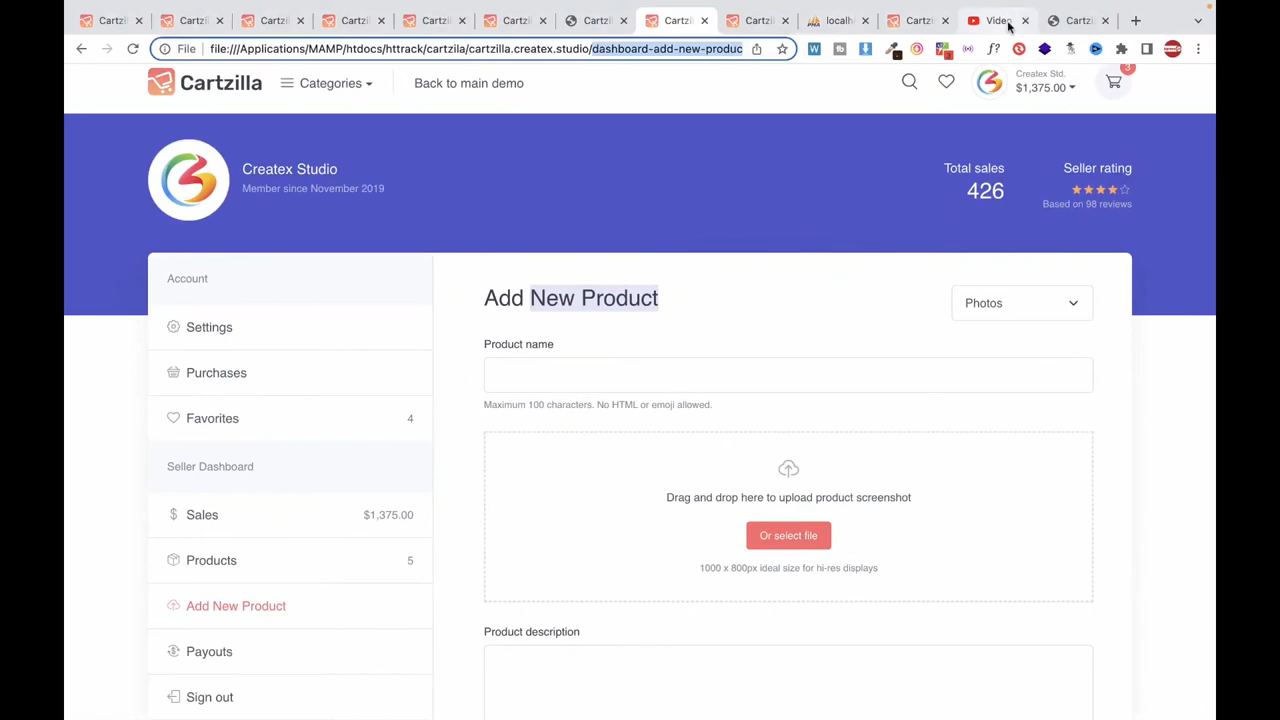 Cartzi Cartzi Cartzi Cartzi Cartzi Cartzi Cartzi Cartzi Cartzi localh Cartzi Video Cartzi
File file:///Applications/MAMP/htdocs/httrack/cartzila/cartzilla.createx.studio/dashboard-add-new-produc
Cartzilla Categories Back to main demo Createx Std. 3
$1,375.00
Createx Studio Total sales Seller rating
Member since November 2019 426
Based on 98 reviews
Account
Settings
Purchases
Favorites 4
Seller Dashboard
Sales $1,375.00
Products 5
Add New Product
Payouts
Sign out
Add New Product Photos
Product name
Maximum 100 characters. No HTML or emoji allowed.
Drag and drop here to upload product screenshot
Or select file
1000 x 800px ideal size for hi-res displays
Product description